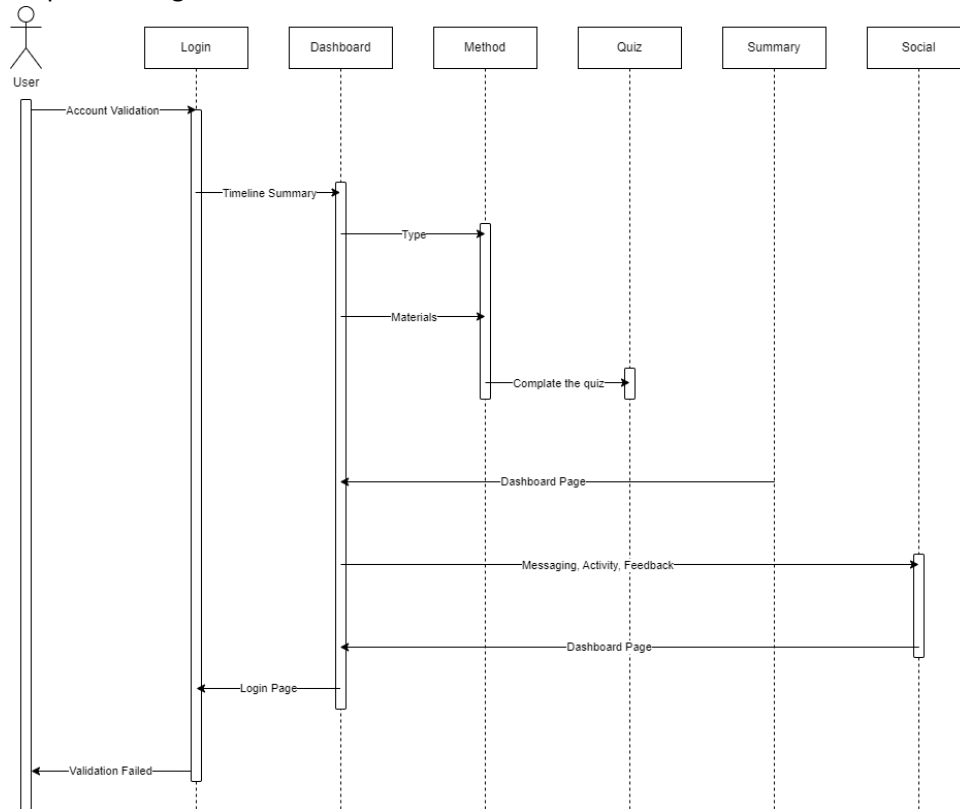 Login
Dashboard
Method
Quiz
Summary
Social
User
Account Validation
Timeline Summary
Type
Materials
Complate the quiz
Dashboard Page
Messaging, Activity, Feedback
Dashboard Page
Login Page
Validation Failed